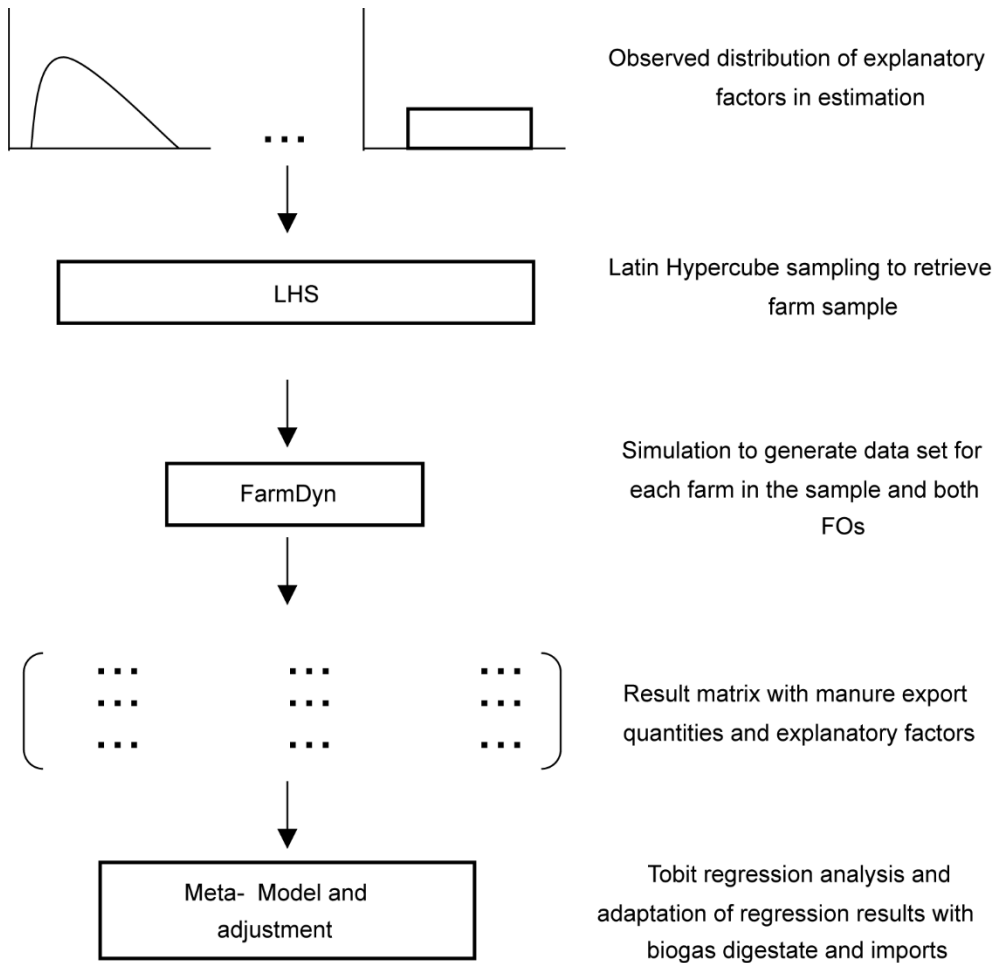 Observed distribution of explanatory
factors in estimation
LHS
Latin Hypercube sampling to retrieve
farm sample
FarmDyn
Simulation to generate data set for
each farm in the sample and both
FOs
Result matrix with manure export
quantities and explanatory factors
Meta- Model and
adjustment
Tobit regression analysis and
adaptation of regression results with
biogas digestate and imports